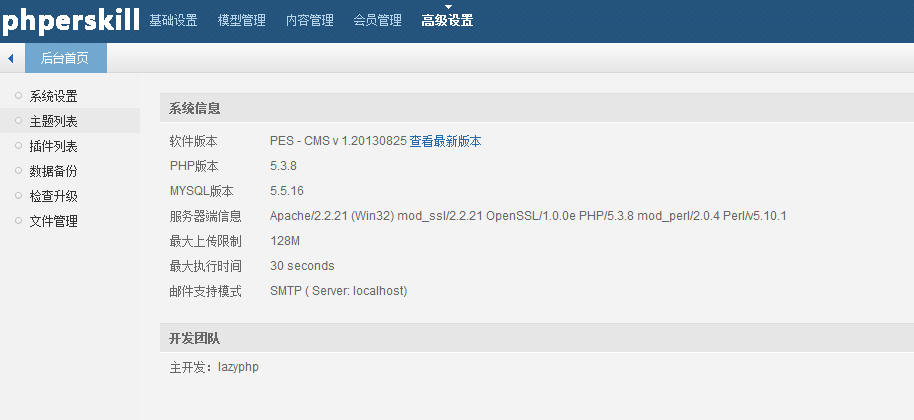 phperskill 基础设置 模型管理 内容管理 会员管理 高级设置
后台首页
系统设置
主题列表
插件列表
数据备份
检查升级
文件管理
系统信息
软件版本 PES - CMS v 1.20130825 查看最新版本
PHP版本 5.3.8
MYSQL版本 5.5.16
服务器端信息 Apache/2.2.21 (Win32) mod_ssl/2.2.21 OpenSSL/1.0.0e PHP/5.3.8 mod_perl/2.0.4 Perl/v5.10.1
最大上传限制 128M
最大执行时间 30 seconds
邮件支持模式 SMTP ( Server: localhost)
开发团队
主开发：lazyphp